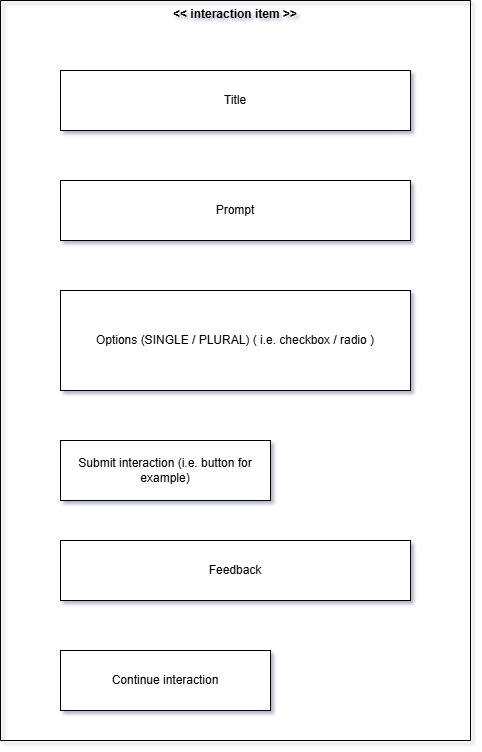 << interaction item >>
Title
Prompt
Options (SINGLE / PLURAL) ( i.e. checkbox / radio )
Submit interaction (i.e. button for
example)
Feedback
Continue interaction